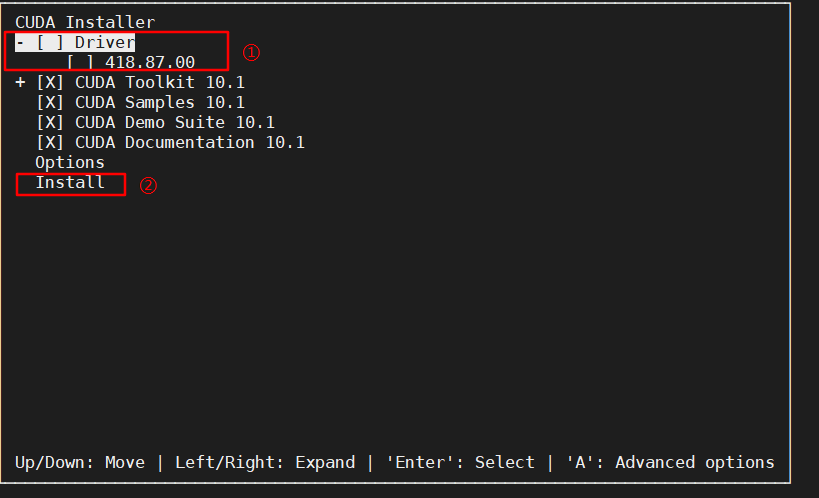 CUDA Installer
- [ ] Driver
[ ] 418.87.00
①
+ [X] CUDA Toolkit 10.1
[X] CUDA Samples 10.1
[X] CUDA Demo Suite 10.1
[X] CUDA Documentation 10.1
Options
Install ②
Up/Down: Move | Left/Right: Expand | 'Enter': Select | 'A': Advanced options